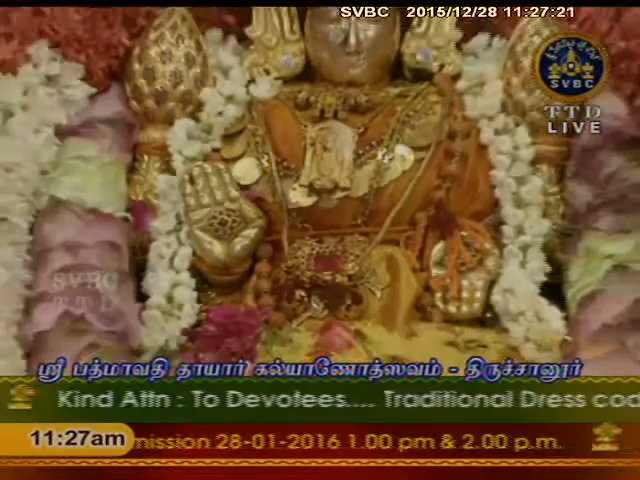 SVBC 2015/12/28 11:27:21
SVBC
TTD
LIVE
SVBC
TTD
ஸ்ரீ பத்மாவதி தாயார் கல்யாணோத்ஸவம் - திருச்சானூர்
Kind Attn : To Devotees.... Traditional Dress cod
11:27am mission 28-01-2016 1.00 pm & 2.00 p.m.